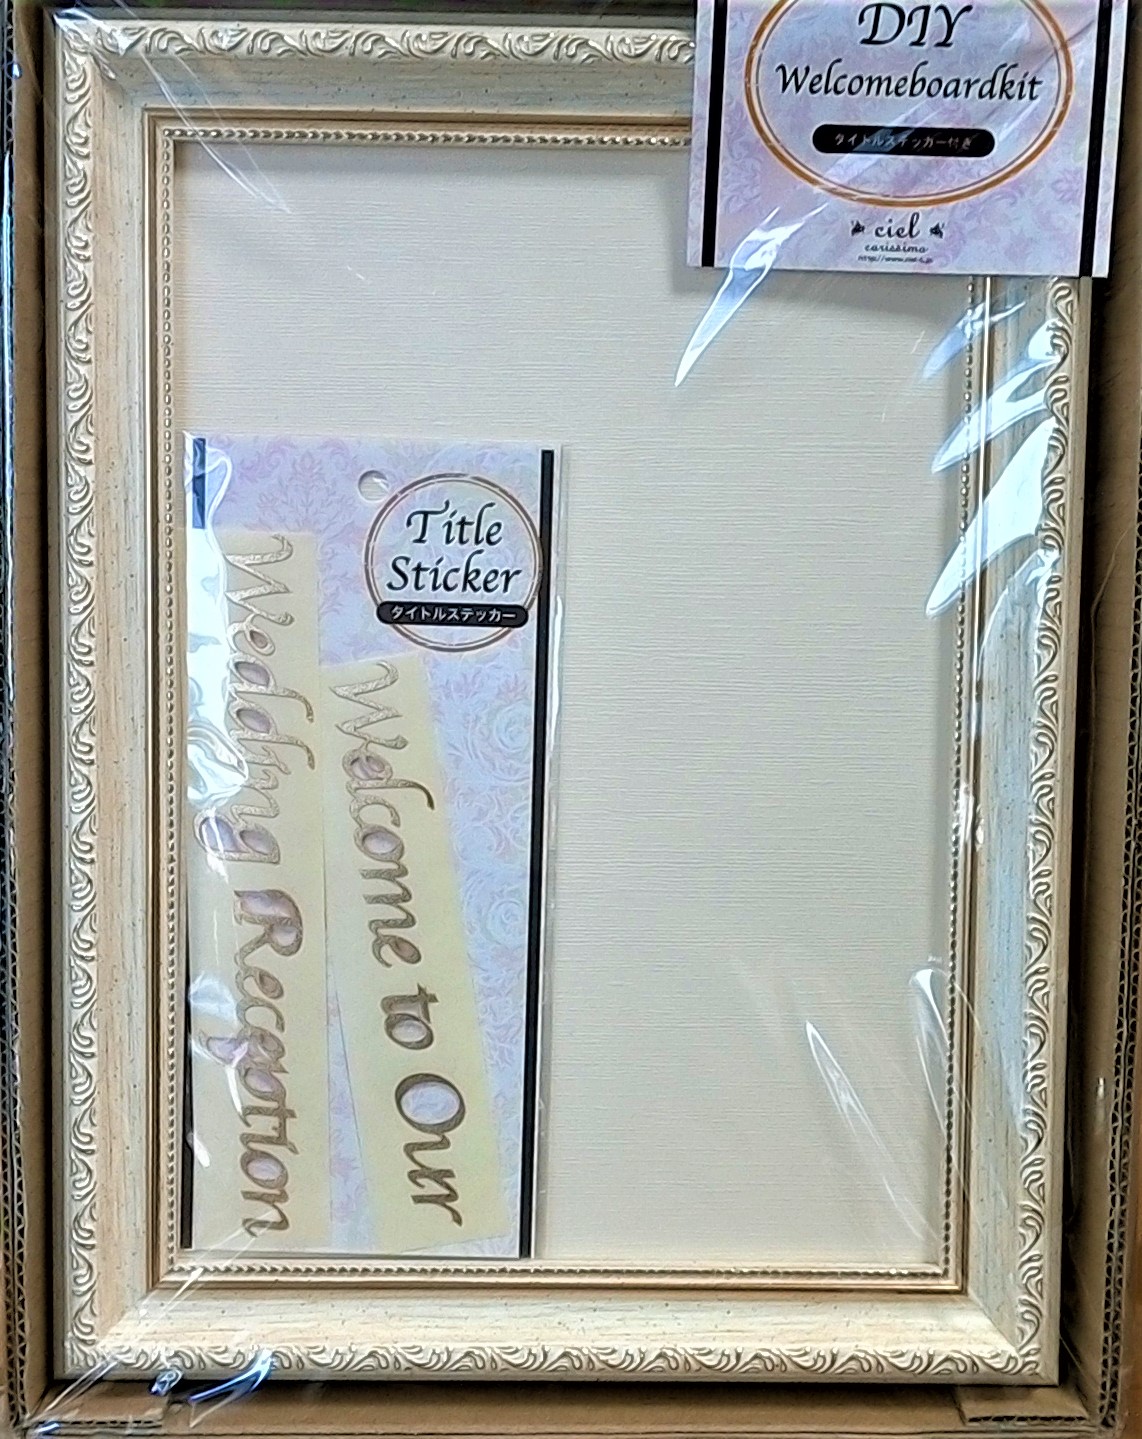 DIY
Welcomeboardkit
タイトルステッカー付き
ciel
carissimo
Title
Sticker
タイトルステッカー
Welcome to Our
Wedding Reception